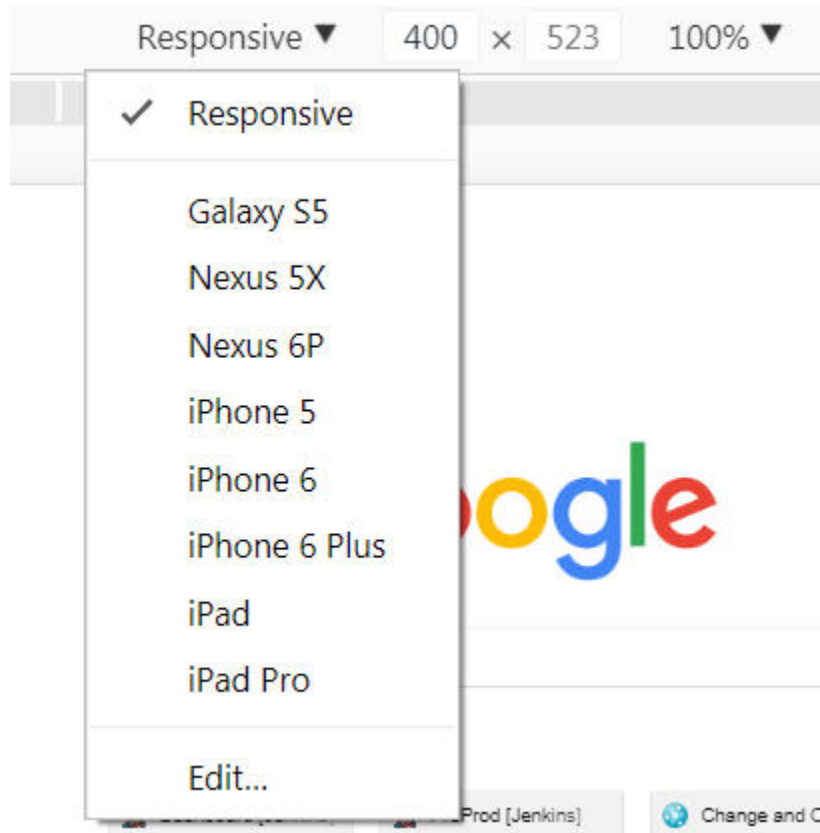 Responsive ▼ 400 × 523 100% ▼
✓ Responsive
Galaxy S5
Nexus 5X
Nexus 6P
iPhone 5
iPhone 6
iPhone 6 Plus
ogle
iPad
iPad Pro
Edit...
Prod [Jenkins] Change and